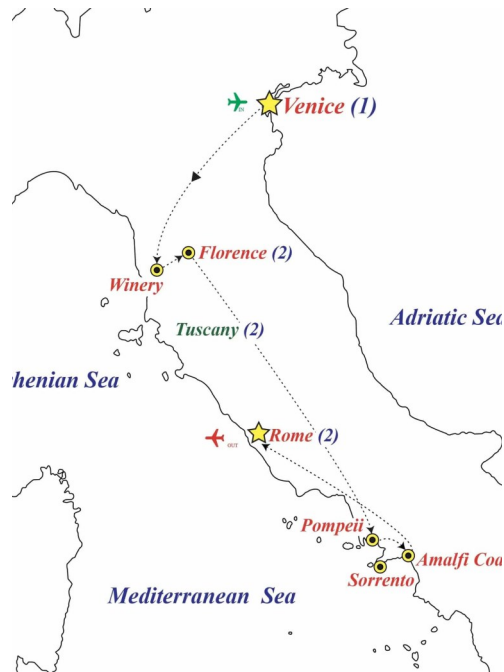 Venice (1)
IN
Florence (2)
Winery
Tuscany (2)
Adriatic Sea
rhenian Sea
Rome (2)
OUT
Pompeii
Amalfi Coa
Sorrento
Mediterranean Sea